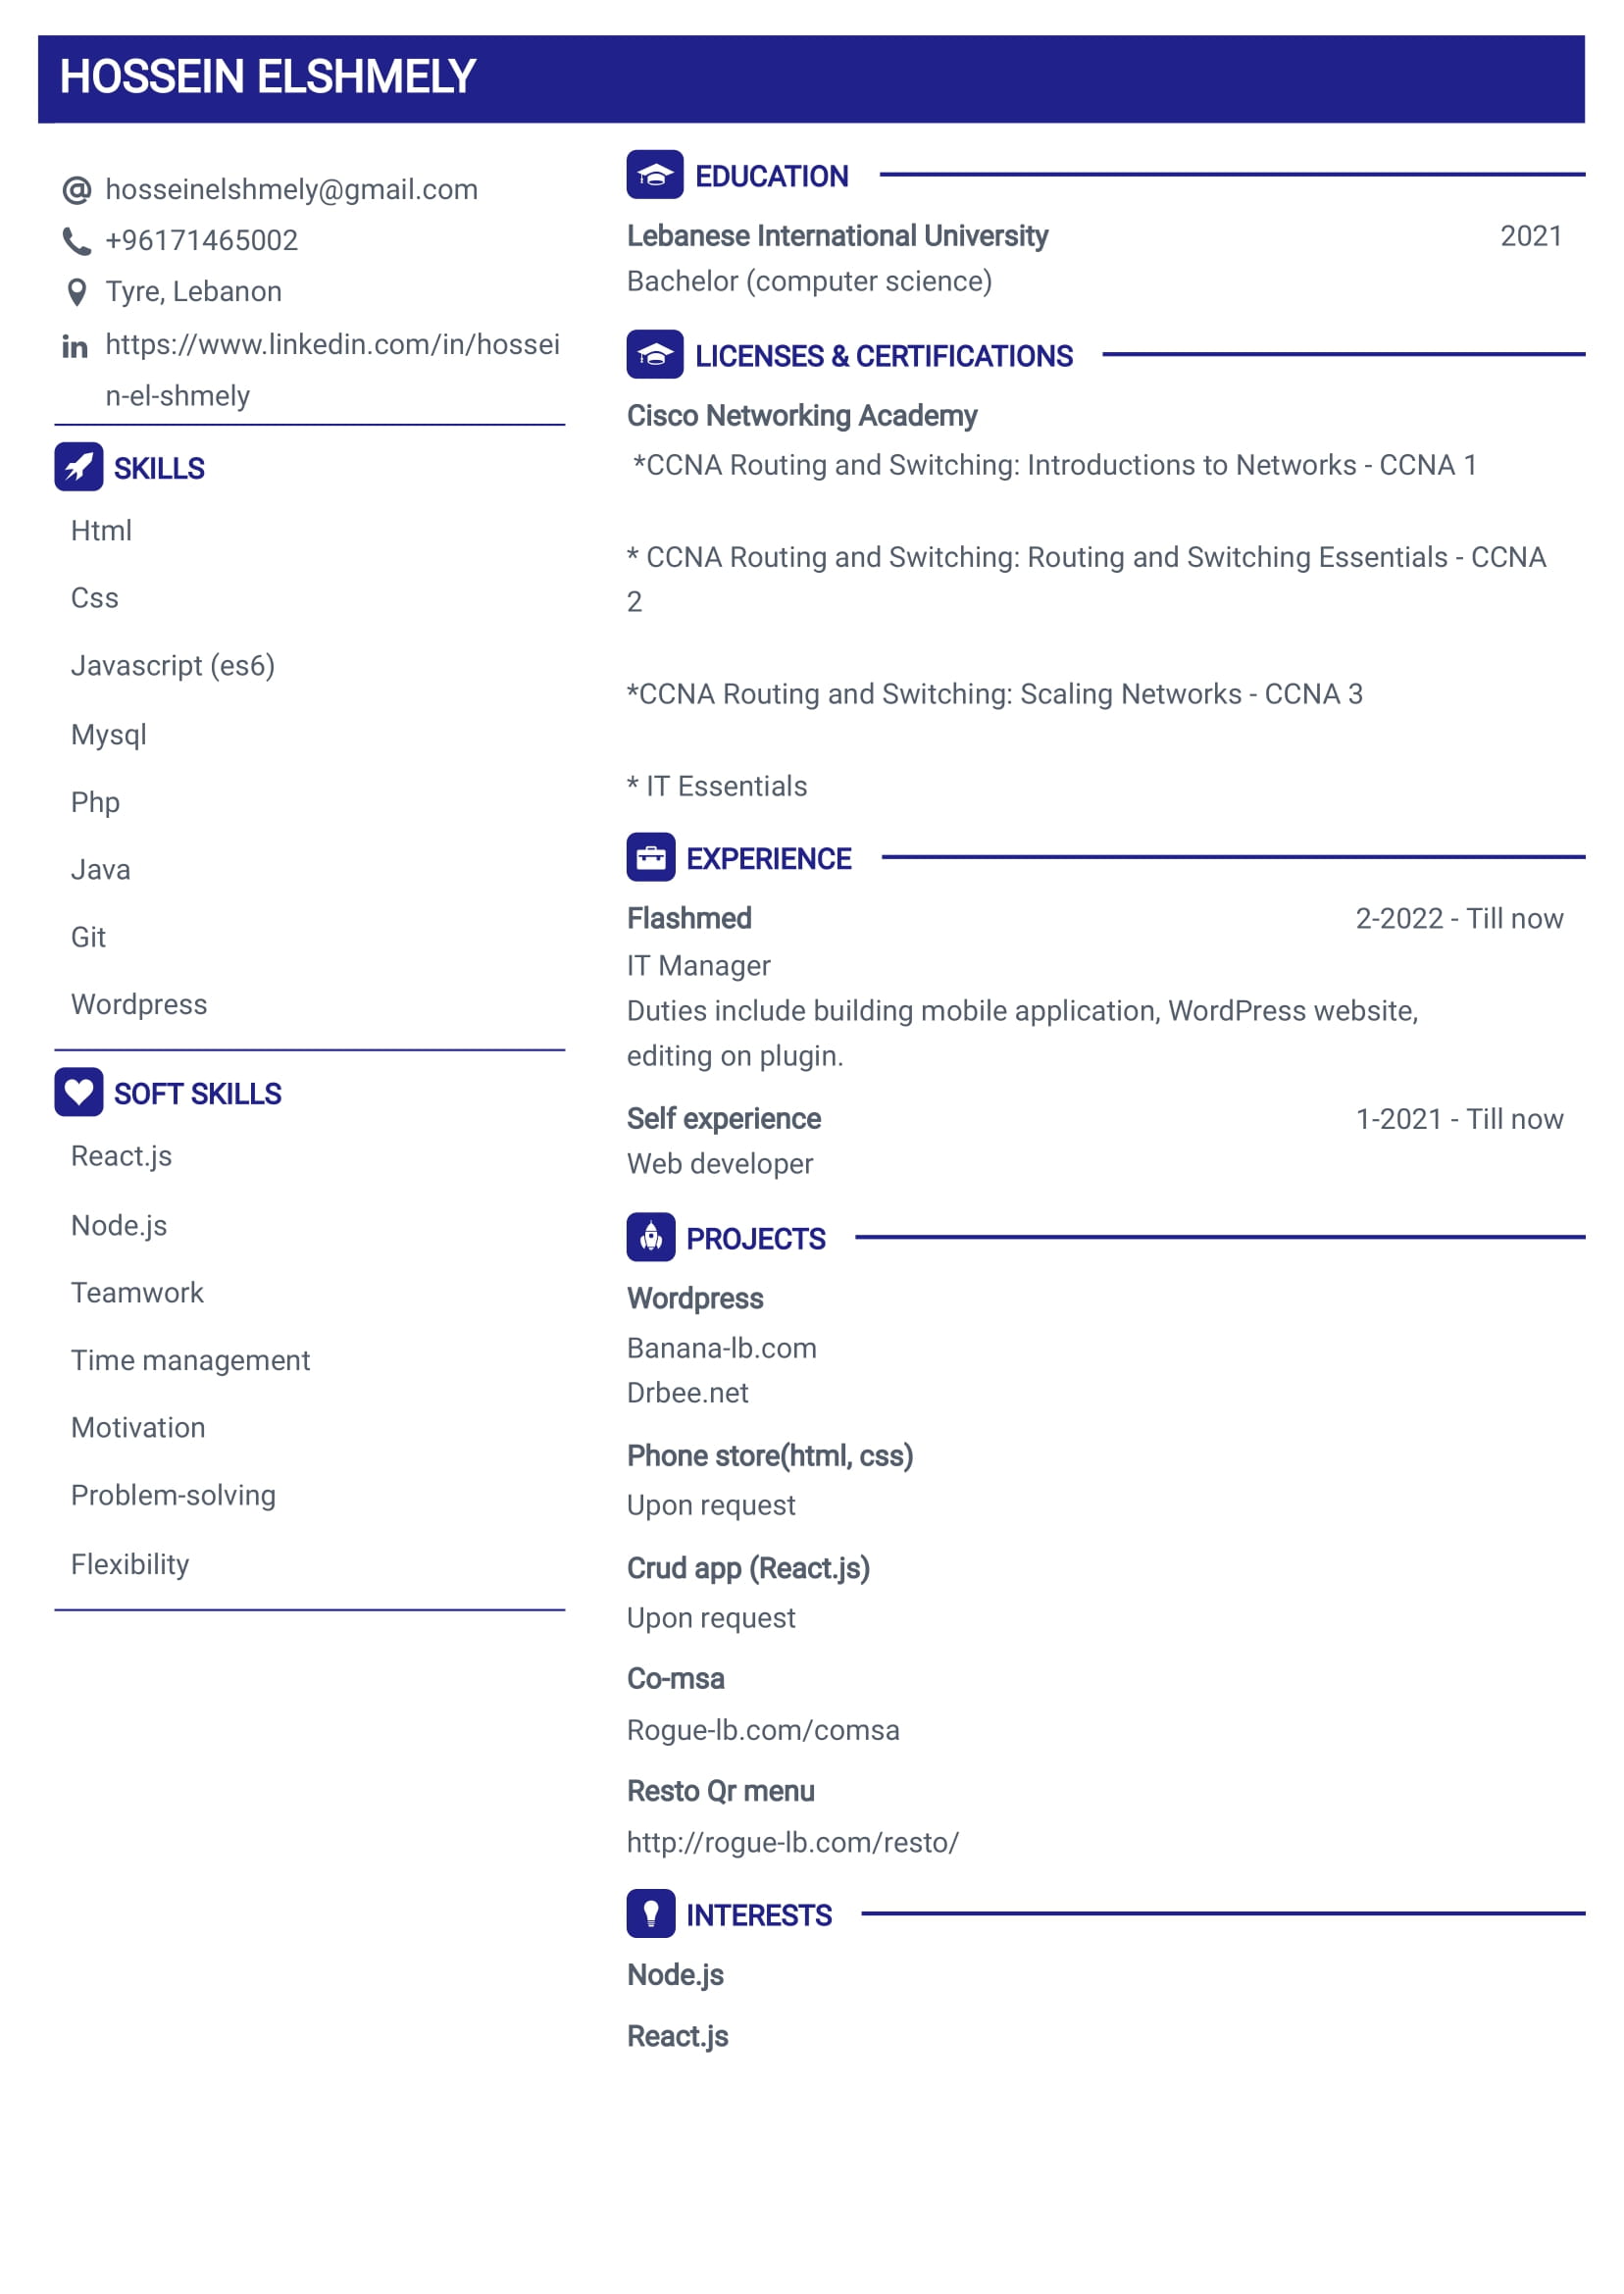 HOSSEIN ELSHMELY
hosseinelshmely@gmail.com
+96171465002
Tyre, Lebanon
https://www.linkedin.com/in/hossei
n-el-shmely
SKILLS
Html
Css
Javascript (es6)
Mysql
Php
Java
Git
Wordpress
SOFT SKILLS
React.js
Node.js
Teamwork
Time management
Motivation
Problem-solving
Flexibility
EDUCATION
Lebanese International University 2021
Bachelor (computer science)
LICENSES & CERTIFICATIONS
Cisco Networking Academy
*CCNA Routing and Switching: Introductions to Networks - CCNA 1
* CCNA Routing and Switching: Routing and Switching Essentials - CCNA
2
*CCNA Routing and Switching: Scaling Networks - CCNA 3
* IT Essentials
EXPERIENCE
Flashmed 2-2022 - Till now
IT Manager
Duties include building mobile application, WordPress website,
editing on plugin.
Self experience 1-2021 - Till now
Web developer
PROJECTS
Wordpress
Banana-lb.com
Drbee.net
Phone store(html, css)
Upon request
Crud app (React.js)
Upon request
Co-msa
Rogue-lb.com/comsa
Resto Qr menu
http://rogue-lb.com/resto/
INTERESTS
Node.js
React.js